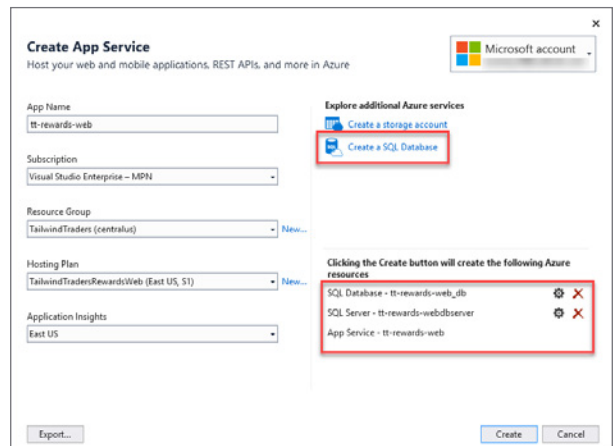 Create App Service
Host your web and mobile applications, REST APIs, and more in Azure
Microsoft account
App Name
tt-rewards-web
Subscription
Visual Studio Enterprise – MPN
Resource Group
TailwindTraders (centralus)
New...
Hosting Plan
TailwindTradersRewardsWeb (East US, S1)
New...
Application Insights
East US
Explore additional Azure services
Create a storage account
Create a SQL Database
Clicking the Create button will create the following Azure
resources
SQL Database - tt-rewards-web_db
SQL Server - tt-rewards-webdbserver
App Service - tt-rewards-web
Export...
Create
Cancel